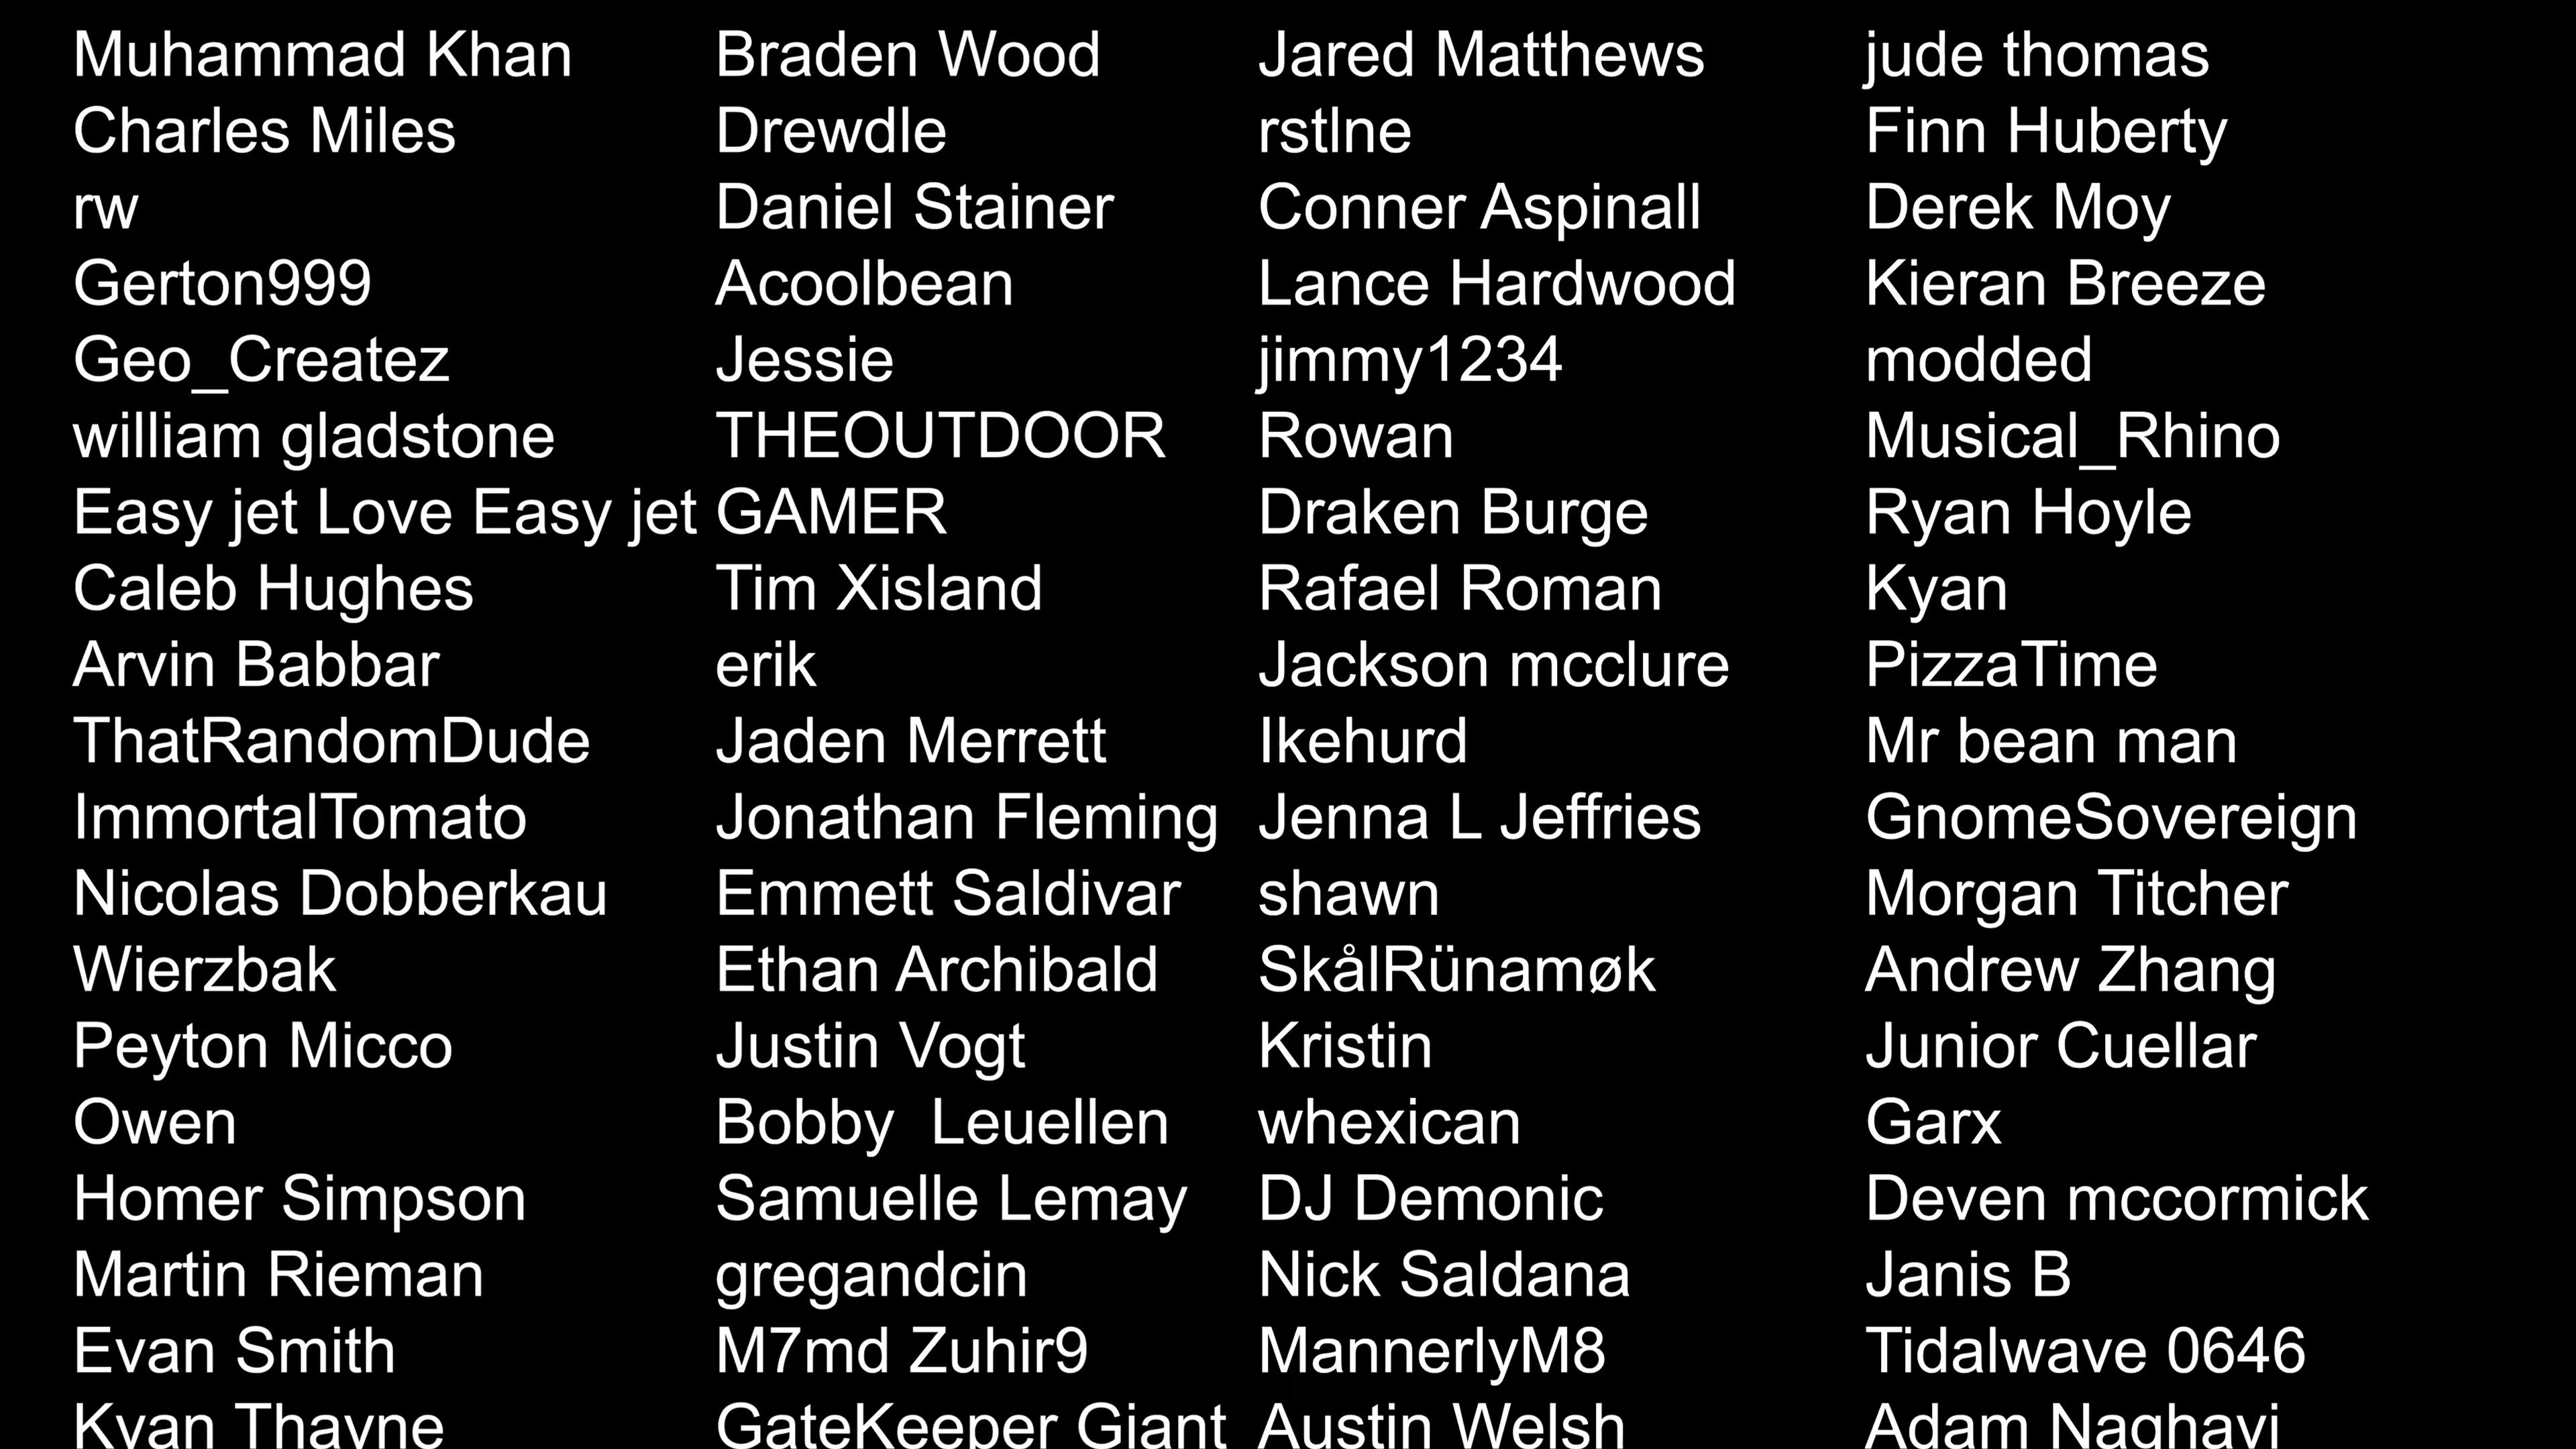 Muhammad Khan
Charles Miles
rw
Gerton999
Geo_Createz
william gladstone
Easy jet Love Easy jet
Caleb Hughes
Arvin Babbar
ThatRandomDude
ImmortalTomato
Nicolas Dobberkau
Wierzbak
Peyton Micco
Owen
Homer Simpson
Martin Rieman
Evan Smith
Kyan Thayne
Braden Wood
Drewdle
Daniel Stainer
Acoolbean
Jessie
THEOUTDOOR
GAMER
Tim Xisland
erik
Jaden Merrett
Jonathan Fleming
Emmett Saldivar
Ethan Archibald
Justin Vogt
Bobby  Leuellen
Samuelle Lemay
gregandcin
M7md Zuhir9
GateKeeper Giant
Jared Matthews
rstlne
Conner Aspinall
Lance Hardwood
jimmy1234
Rowan
Draken Burge
Rafael Roman
Jackson mcclure
Ikehurd
Jenna L Jeffries
shawn
SkålRünamøk
Kristin
whexican
DJ Demonic
Nick Saldana
MannerlyM8
Austin Welsh
jude thomas
Finn Huberty
Derek Moy
Kieran Breeze
modded
Musical_Rhino
Ryan Hoyle
Kyan
PizzaTime
Mr bean man
GnomeSovereign
Morgan Titcher
Andrew Zhang
Junior Cuellar
Garx
Deven mccormick
Janis B
Tidalwave 0646
Adam Naghavi